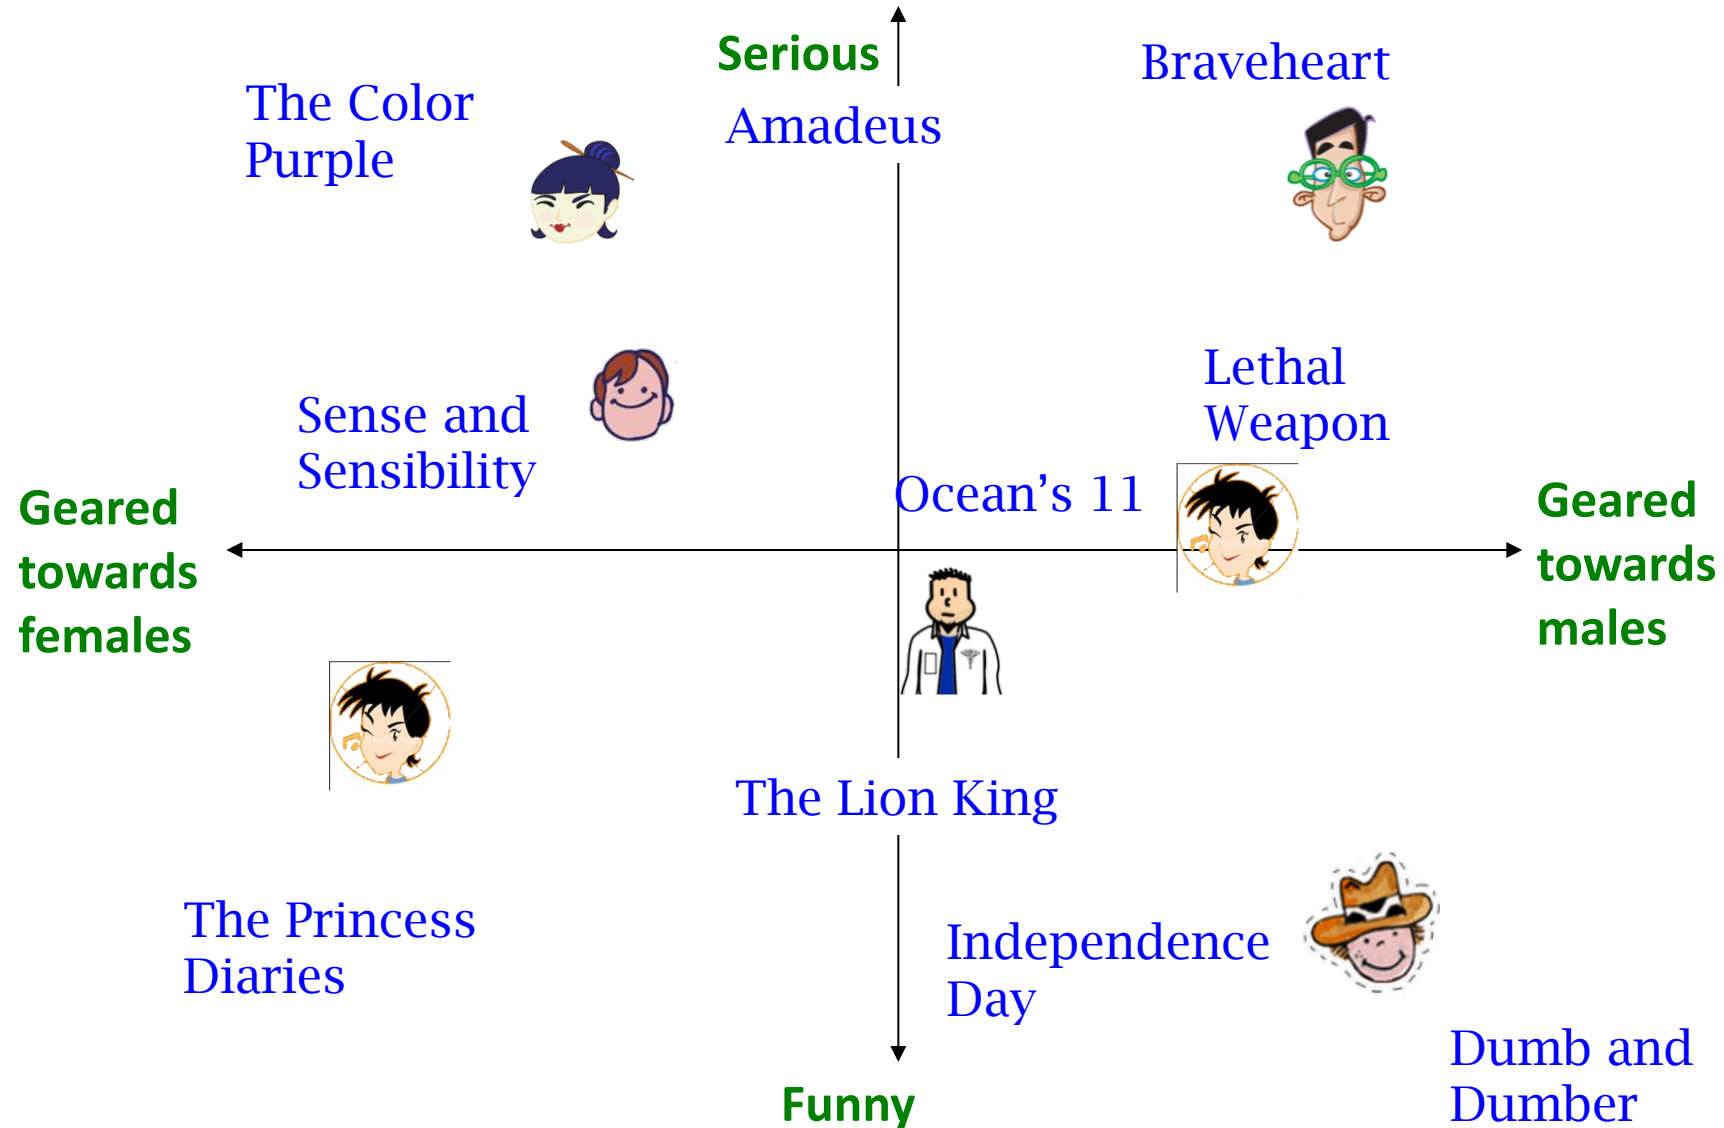 Serious
Braveheart
The Color
Purple
Amadeus
Lethal
Weapon
Sense and
Sensibility
Ocean’s 11
Geared
towards
females
Geared
towards
males
The Lion King
The Princess
Diaries
Independence
Day
Dumb and
Dumber
Funny